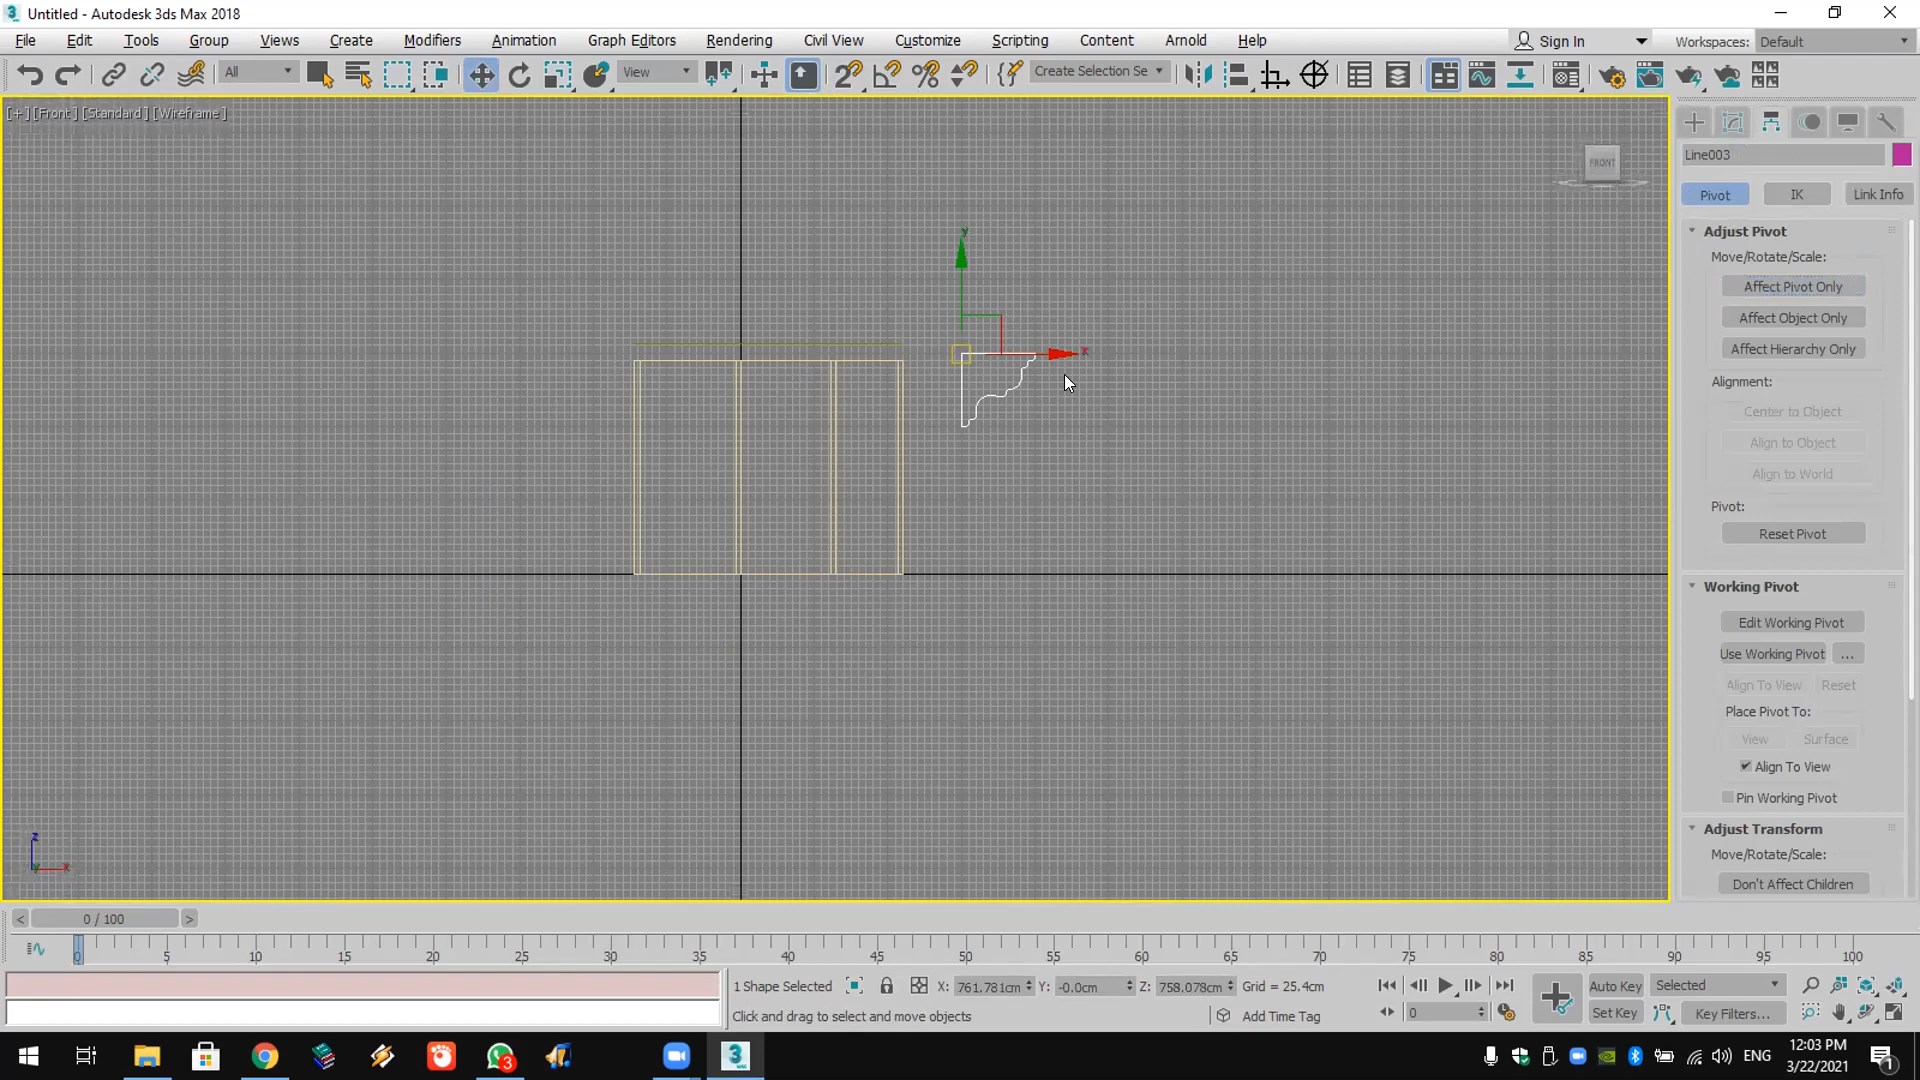 Untitled - Autodesk 3ds Max 2018
File Edit Tools Group Views Create Modifiers Animation Graph Editors Rendering Civil View Customize Scripting Content Arnold Help Sign In Workspaces: Default
All View Create Selection Se
[+] [Front] [Standard] [Wireframe]
FRONT
Line003
Pivot IK Link Info
Adjust Pivot
Move/Rotate/Scale:
Affect Pivot Only
Affect Object Only
Affect Hierarchy Only
Alignment:
Center to Object
Align to Object
Align to World
Pivot:
Reset Pivot
Working Pivot
Edit Working Pivot
Use Working Pivot ...
Align To View Reset
Place Pivot To:
View Surface
Align To View
Pin Working Pivot
Adjust Transform
Move/Rotate/Scale:
Don't Affect Children
y
x
z
y x
< 0 / 100 >
0 5 10 15 20 25 30 35 40 45 50 55 60 65 70 75 80 85 90 95 100
1 Shape Selected X: 761.781cm Y: -0.0cm Z: 758.078cm Grid = 25.4cm Auto Key Selected
Click and drag to select and move objects Add Time Tag 0 Set Key Key Filters...
3 3 MAX ENG 12:03 PM
3/22/2021 1